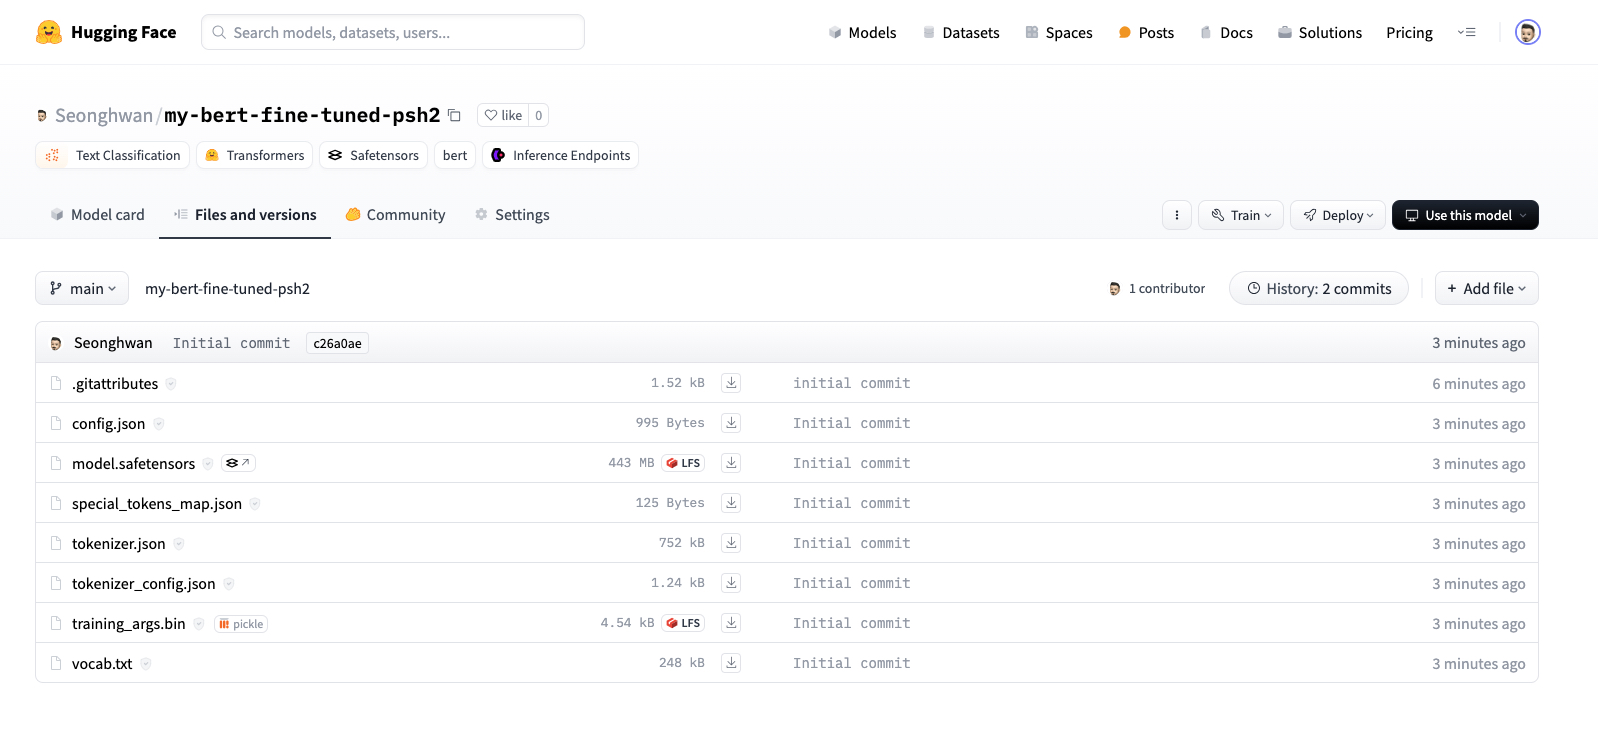 Hugging Face Search models, datasets, users... Models Datasets Spaces Posts Docs Solutions Pricing
Seonghwan/my-bert-fine-tuned-psh2 like 0
Text Classification Transformers Safetensors bert Inference Endpoints
Model card Files and versions Community Settings Train Deploy Use this model
main my-bert-fine-tuned-psh2 1 contributor History: 2 commits + Add file
Seonghwan Initial commit c26a0ae 3 minutes ago
.gitattributes 1.52 kB initial commit 6 minutes ago
config.json 995 Bytes Initial commit 3 minutes ago
model.safetensors 443 MB LFS Initial commit 3 minutes ago
special_tokens_map.json 125 Bytes Initial commit 3 minutes ago
tokenizer.json 752 kB Initial commit 3 minutes ago
tokenizer_config.json 1.24 kB Initial commit 3 minutes ago
training_args.bin pickle 4.54 kB LFS Initial commit 3 minutes ago
vocab.txt 248 kB Initial commit 3 minutes ago